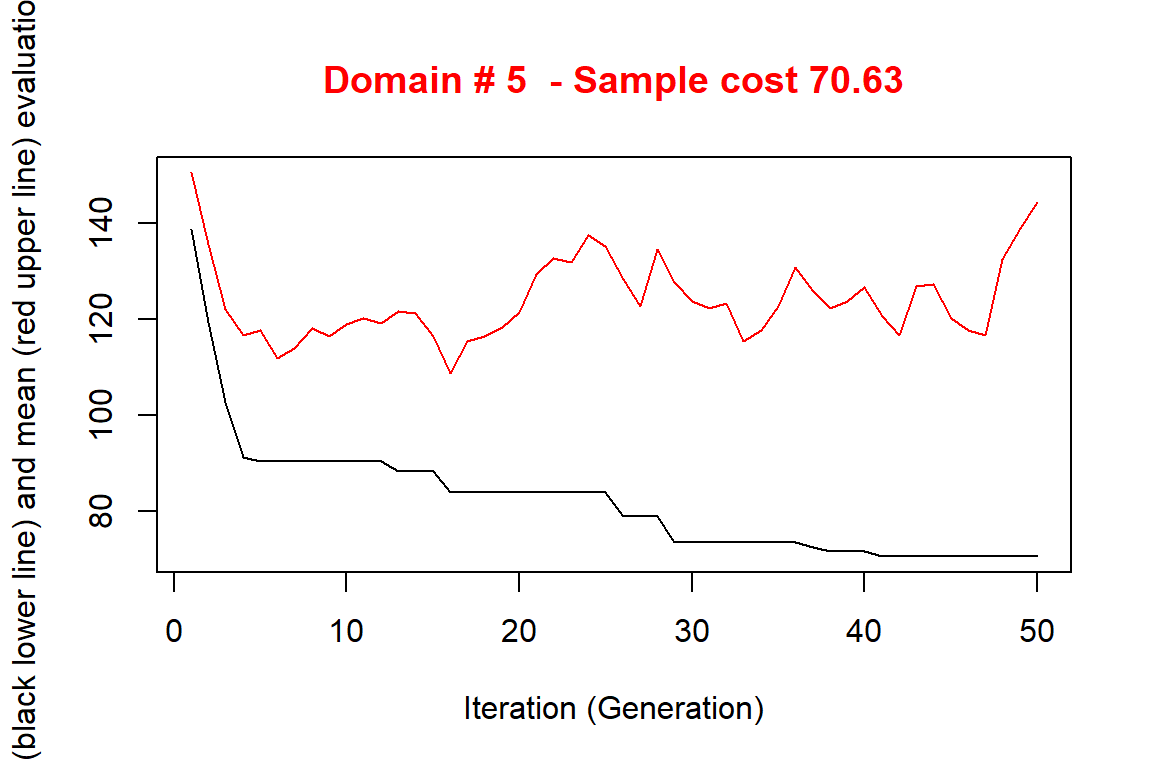 Domain # 5  - Sample cost 70.63
(black lower line) and mean (red upper line) evaluatio
140
120
100
80
0 10 20 30 40 50
Iteration (Generation)